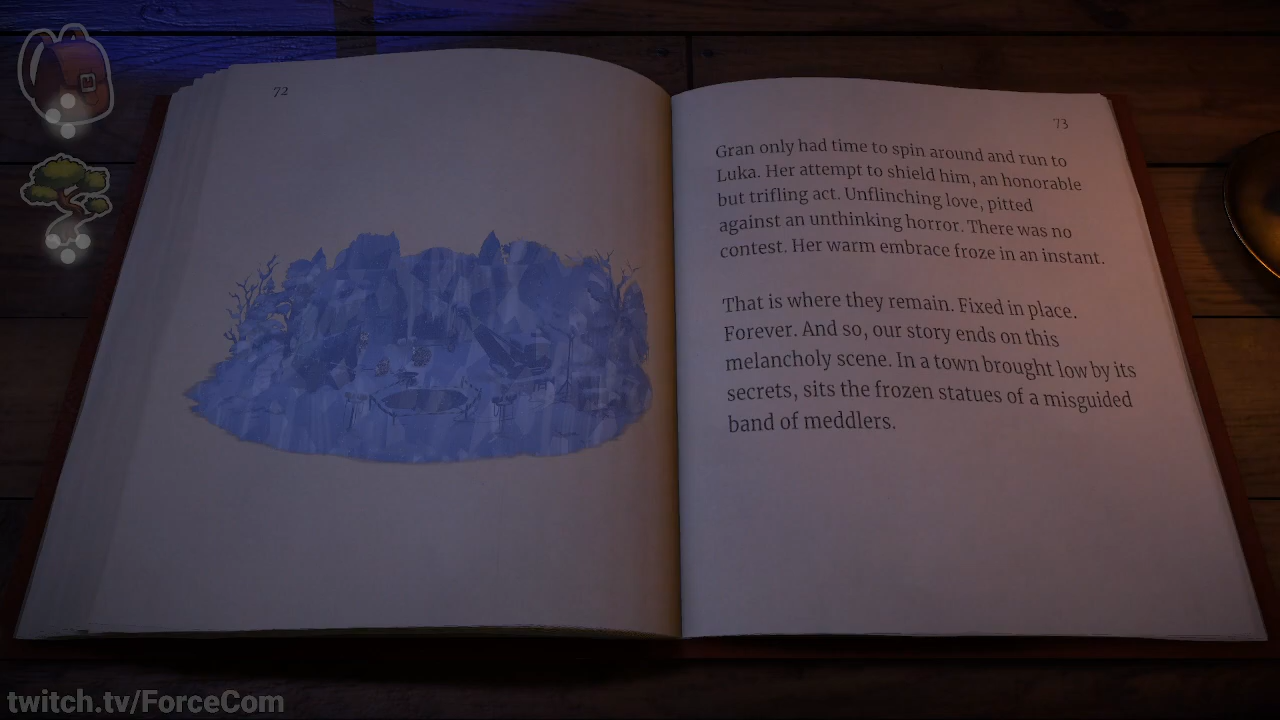 72
73
Gran only had time to spin around and run to
Luka. Her attempt to shield him, an honorable
but trifling act. Unflinching love, pitted
against an unthinking horror. There was no
contest. Her warm embrace froze in an instant.
That is where they remain. Fixed in place.
Forever. And so, our story ends on this
melancholy scene. In a town brought low by its
secrets, sits the frozen statues of a misguided
band of meddlers.
twitch.tv/ForceCom